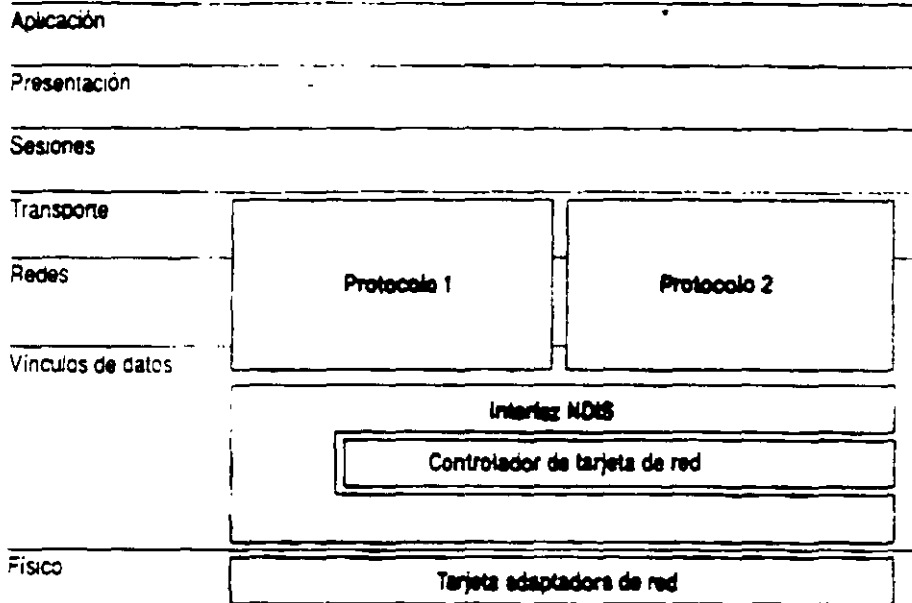 Aplicación
Presentación
Sesiones
Transporte
Redes
Protocolo 1
Protocolo 2
Vínculos de datos
Interfaz NDIS
Controlador de tarjeta de red
Físico
Tarjeta adaptadora de red